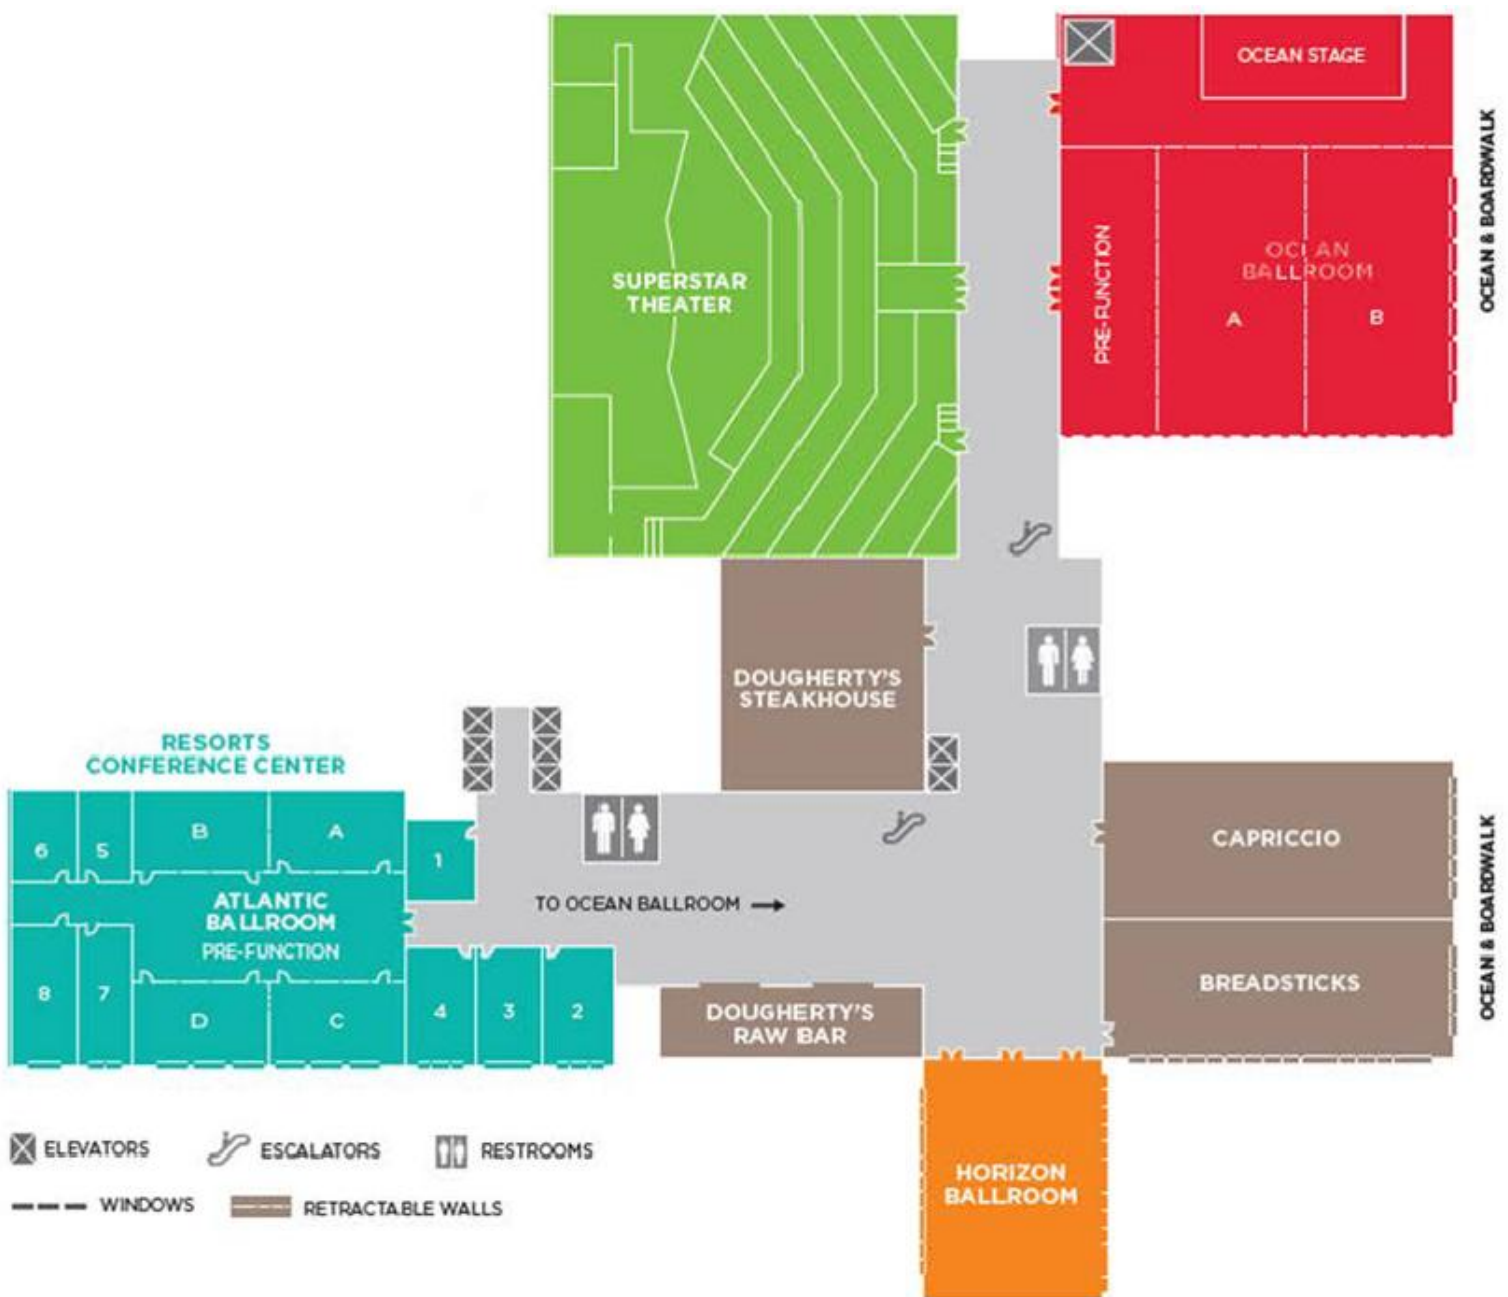 OCEAN STAGE
OCEAN & BOARDWALK
PRE-FUNCTION
OCEAN
BALLROOM
A
B
SUPERSTAR
THEATER
DOUGHERTY'S
STEAKHOUSE
RESORTS
CONFERENCE CENTER
6
5
B
A
1
ATLANTIC
BALLROOM
PRE-FUNCTION
8
7
D
C
4
3
2
TO OCEAN BALLROOM
DOUGHERTY'S
RAW BAR
CAPRICCIO
BREADSTICKS
OCEAN & BOARDWALK
HORIZON
BALLROOM
ELEVATORS
ESCALATORS
RESTROOMS
WINDOWS
RETRACTABLE WALLS